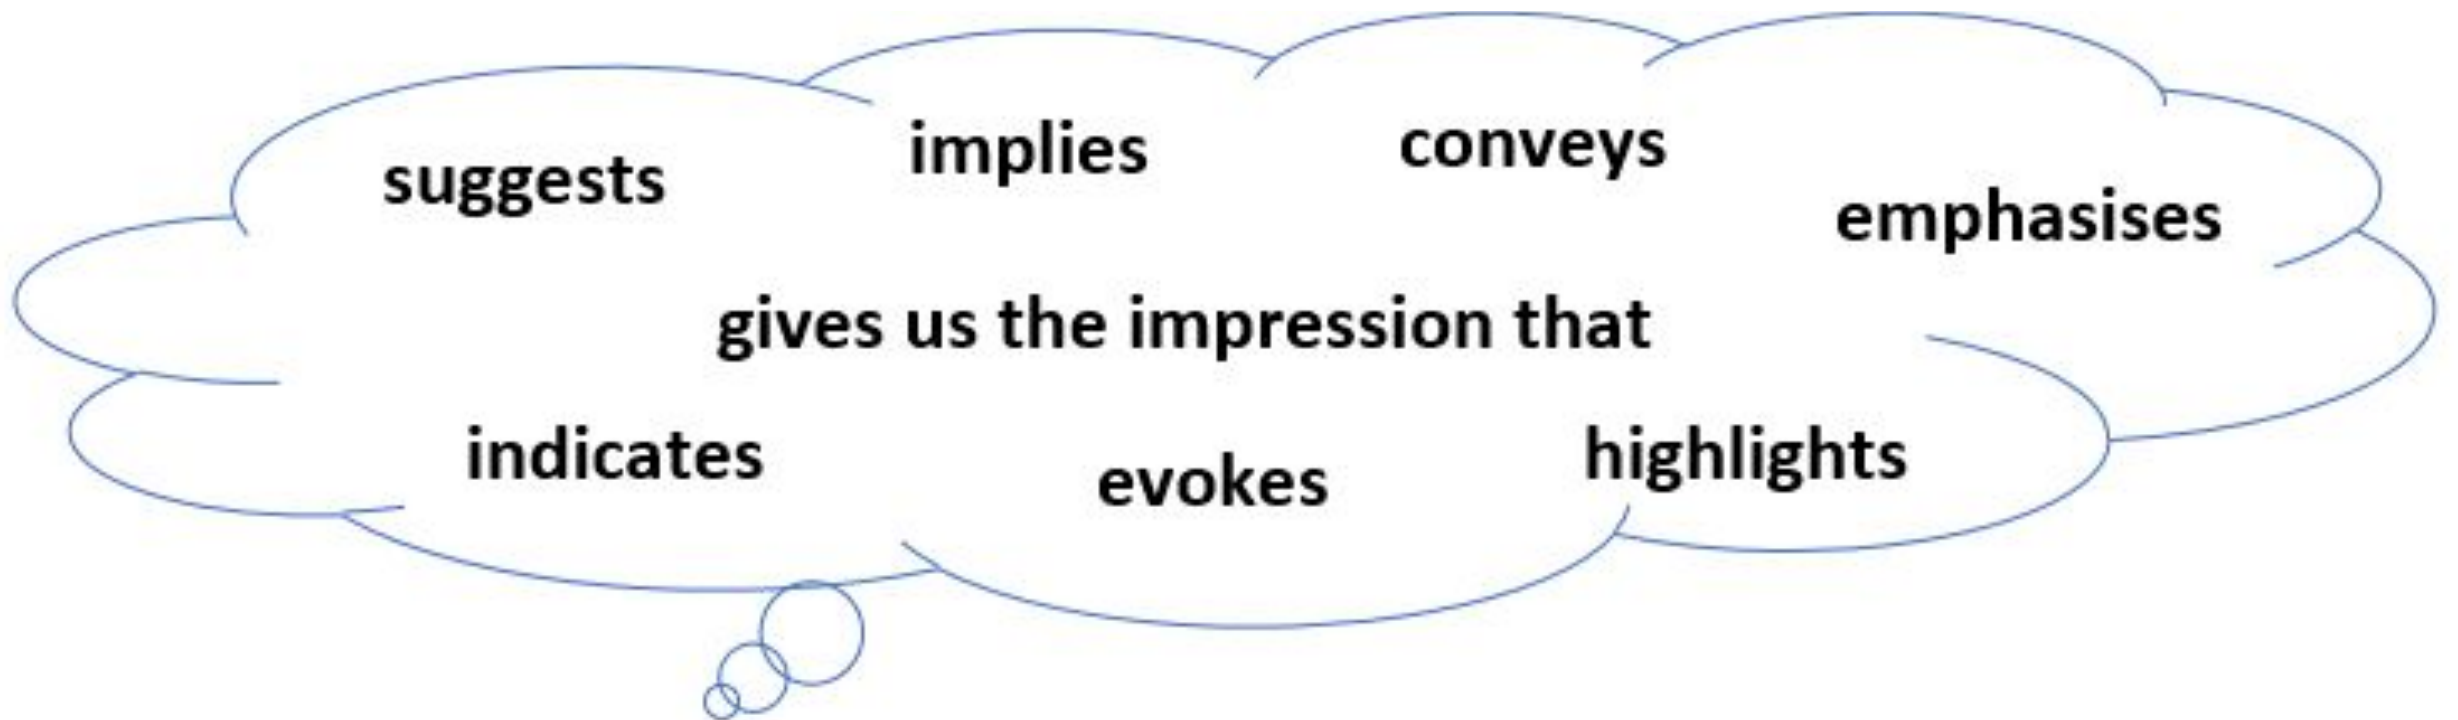 suggests
implies
conveys
emphasises
gives us the impression that
indicates
evokes
highlights